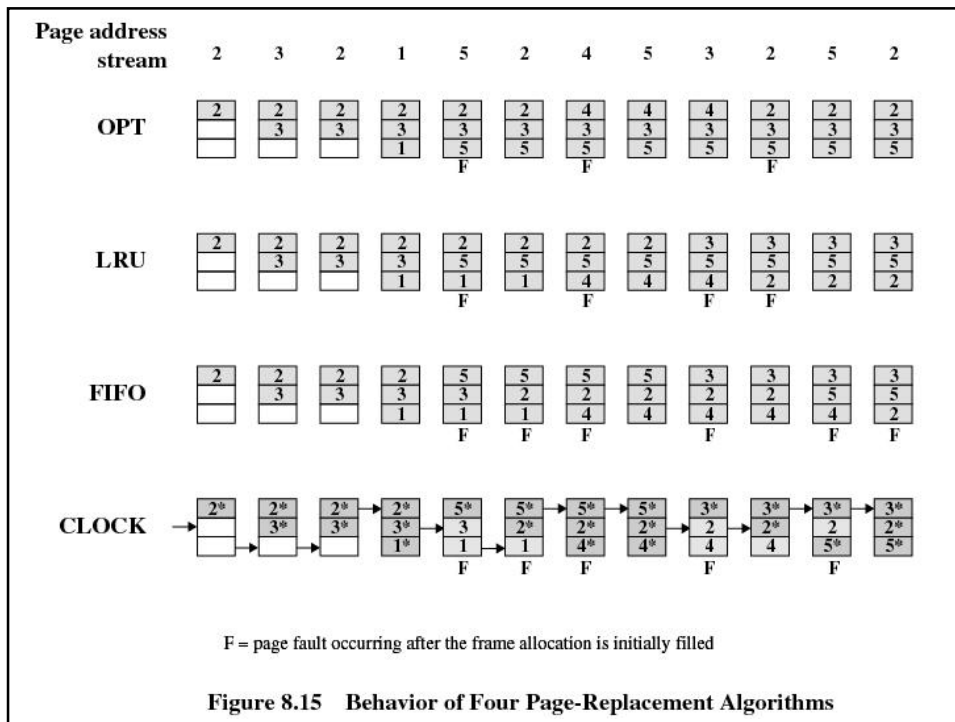 Page address
stream 2 3 2 1 5 2 4 5 3 2 5 2
2 2 2 2 2 2 4 4 4 2 2 2
OPT 3 3 3 3 3 3 3 3 3 3 3
1 5 5 5 5 5 5 5 5
F F F
2 2 2 2 2 2 2 2 3 3 3 3
LRU 3 3 3 5 5 5 5 5 5 5 5
1 1 1 4 4 4 2 2 2
F F F F
2 2 2 2 5 5 5 5 3 3 3 3
FIFO 3 3 3 3 2 2 2 2 2 5 5
1 1 1 4 4 4 4 4 2
F F F F F F
2* 2* 2* 2* 5* 5* 5* 5* 3* 3* 3* 3*
CLOCK 3* 3* 3* 3 2* 2* 2* 2 2* 2 2*
1* 1 1 4* 4* 4 4 5* 5*
F F F F F
F = page fault occurring after the frame allocation is initially filled
Figure 8.15 Behavior of Four Page-Replacement Algorithms